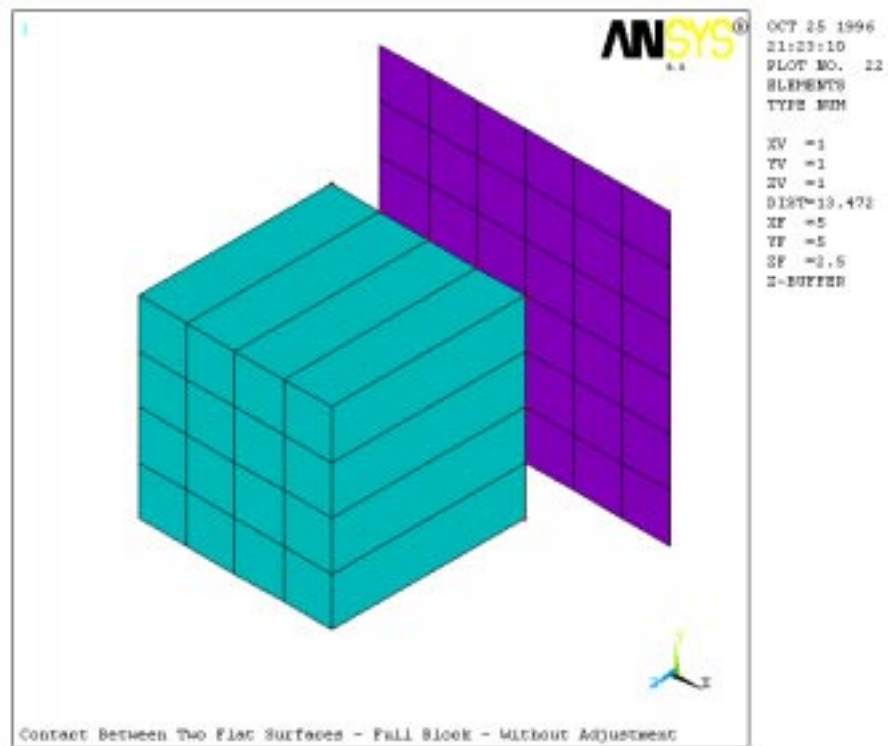 1
ANSYS®
OCT 25 1996
21:23:10
PLOT NO. 22
ELEMENTS
TYPE NUM
XV =1
YV =1
ZV =1
DIST=13.472
XF =5
YF =5
ZF =2.5
Z-BUFFER
Y
Z X
Contact Between Two Flat Surfaces - Full Block - Without Adjustment